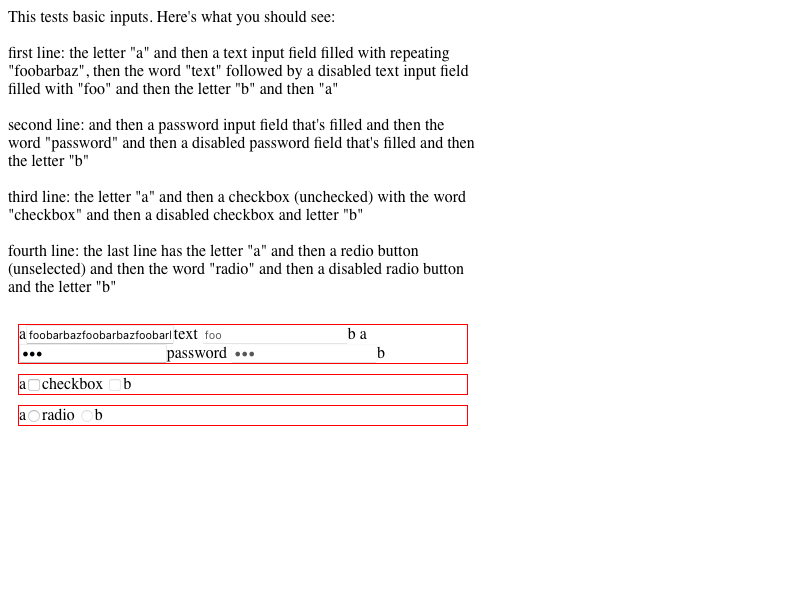 This tests basic inputs. Here's what you should see:
first line: the letter "a" and then a text input field filled with repeating
"foobarbaz", then the word "text" followed by a disabled text input field
filled with "foo" and then the letter "b" and then "a"
second line: and then a password input field that's filled and then the
word "password" and then a disabled password field that's filled and then
the letter "b"
third line: the letter "a" and then a checkbox (unchecked) with the word
"checkbox" and then a disabled checkbox and letter "b"
fourth line: the last line has the letter "a" and then a redio button
(unselected) and then the word "radio" and then a disabled radio button
and the letter "b"
a foobarbazfoobarbazfoobarl text foo b a
••• password ••• b
a checkbox b
a radio b